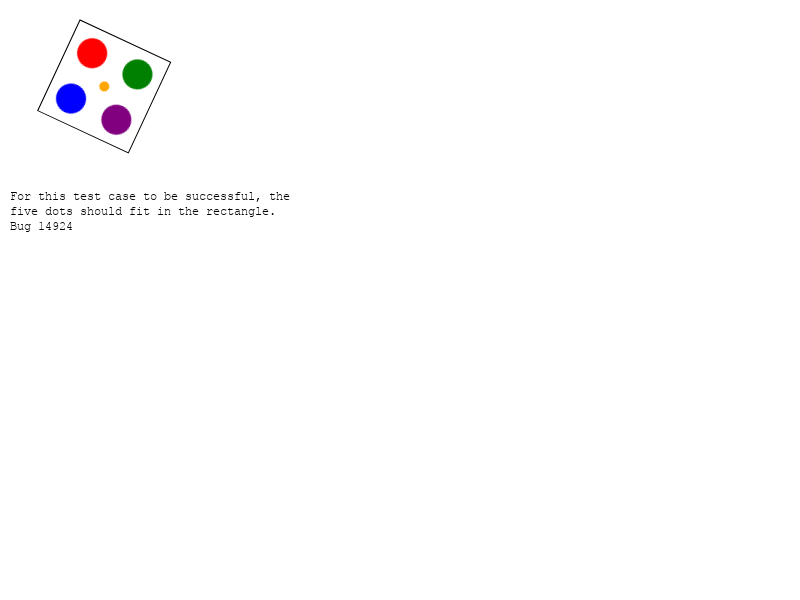 For this test case to be successful, the
five dots should fit in the rectangle.
Bug 14924